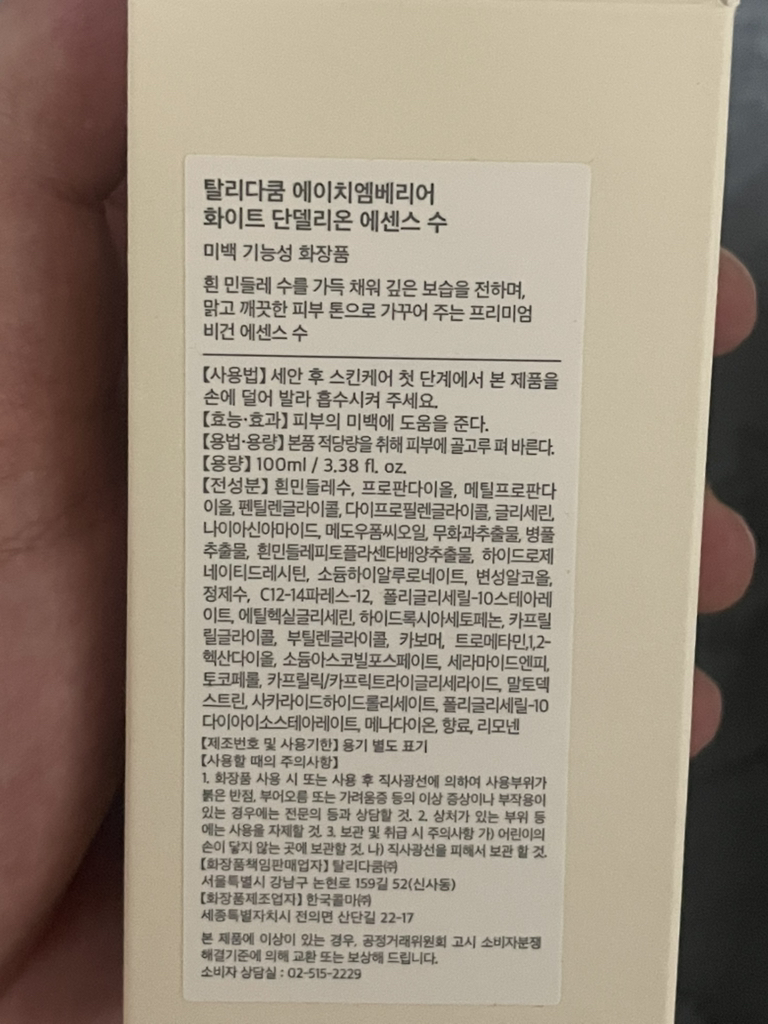 탈리다쿰 에이치엠베리어
화이트 단델리온 에센스 수
미백 기능성 화장품
흰 민들레 수를 가득 채워 깊은 보습을 전하며,
맑고 깨끗한 피부 톤으로 가꾸어 주는 프리미엄
비건 에센스 수
【사용법】 세안 후 스킨케어 첫 단계에서 본 제품을
손에 덜어 발라 흡수시켜 주세요.
【효능·효과】 피부의 미백에 도움을 준다.
【용법·용량】 본품 적당량을 취해 피부에 골고루 펴 바른다.
【용량】 100ml / 3.38 fl. oz.
【전성분】 흰민들레수, 프로판다이올, 메틸프로판다
이올, 펜틸렌글라이콜, 다이프로필렌글라이콜, 글리세린,
나이아신아마이드, 메도우폼씨오일, 무화과추출물, 병풀
추출물, 흰민들레피토플라센타배양추출물, 하이드로제
네이티드레시틴, 소듐하이알루로네이트, 변성알코올,
정제수, C12-14파레스-12, 폴리글리세릴-10스테아레
이트, 에틸헥실글리세린, 하이드록시아세토페논, 카프릴
릴글라이콜, 부틸렌글라이콜, 카보머, 트로메타민,1,2-
헥산다이올, 소듐아스코빌포스페이트, 세라마이드엔피,
토코페롤, 카프릴릭/카프릭트라이글리세라이드, 말토덱
스트린, 사카라이드하이드롤리세이트, 폴리글리세릴-10
다이아이소스테아레이트, 메나다이온, 향료, 리모넨
【제조번호 및 사용기한】 용기 별도 표기
【사용할 때의 주의사항】
1. 화장품 사용 시 또는 사용 후 직사광선에 의하여 사용부위가
붉은 반점, 부어오름 또는 가려움증 등의 이상 증상이나 부작용이
있는 경우에는 전문의 등과 상담할 것. 2. 상처가 있는 부위 등
에는 사용을 자제할 것. 3. 보관 및 취급 시 주의사항 가) 어린이의
손이 닿지 않는 곳에 보관할 것. 나) 직사광선을 피해서 보관 할 것.
【화장품책임판매업자】 탈리다쿰㈜
서울특별시 강남구 논현로 159길 52(신사동)
【화장품제조업자】 한국콜마㈜
세종특별자치시 전의면 산단길 22-17
본 제품에 이상이 있는 경우, 공정거래위원회 고시 소비자분쟁
해결기준에 의해 교환 또는 보상해 드립니다.
소비자 상담실 : 02-515-2229